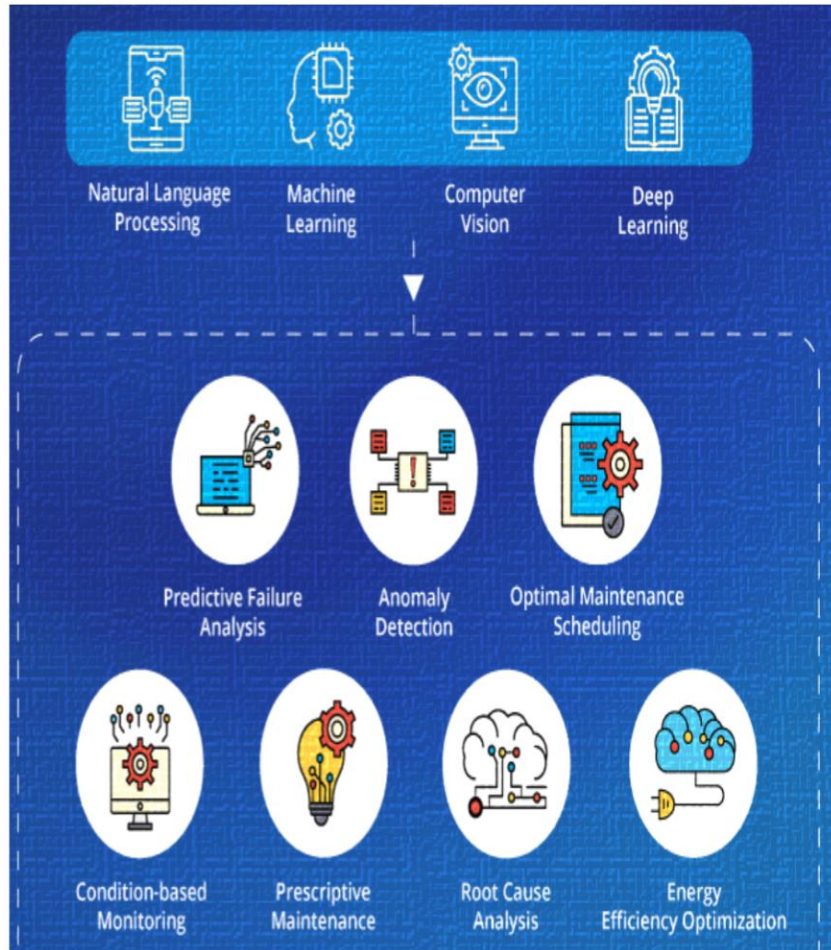 Natural Language
Processing
Machine
Learning
Computer
Vision
Deep
Learning
Predictive Failure
Analysis
Anomaly
Detection
Optimal Maintenance
Scheduling
Condition-based
Monitoring
Prescriptive
Maintenance
Root Cause
Analysis
Energy
Efficiency Optimization